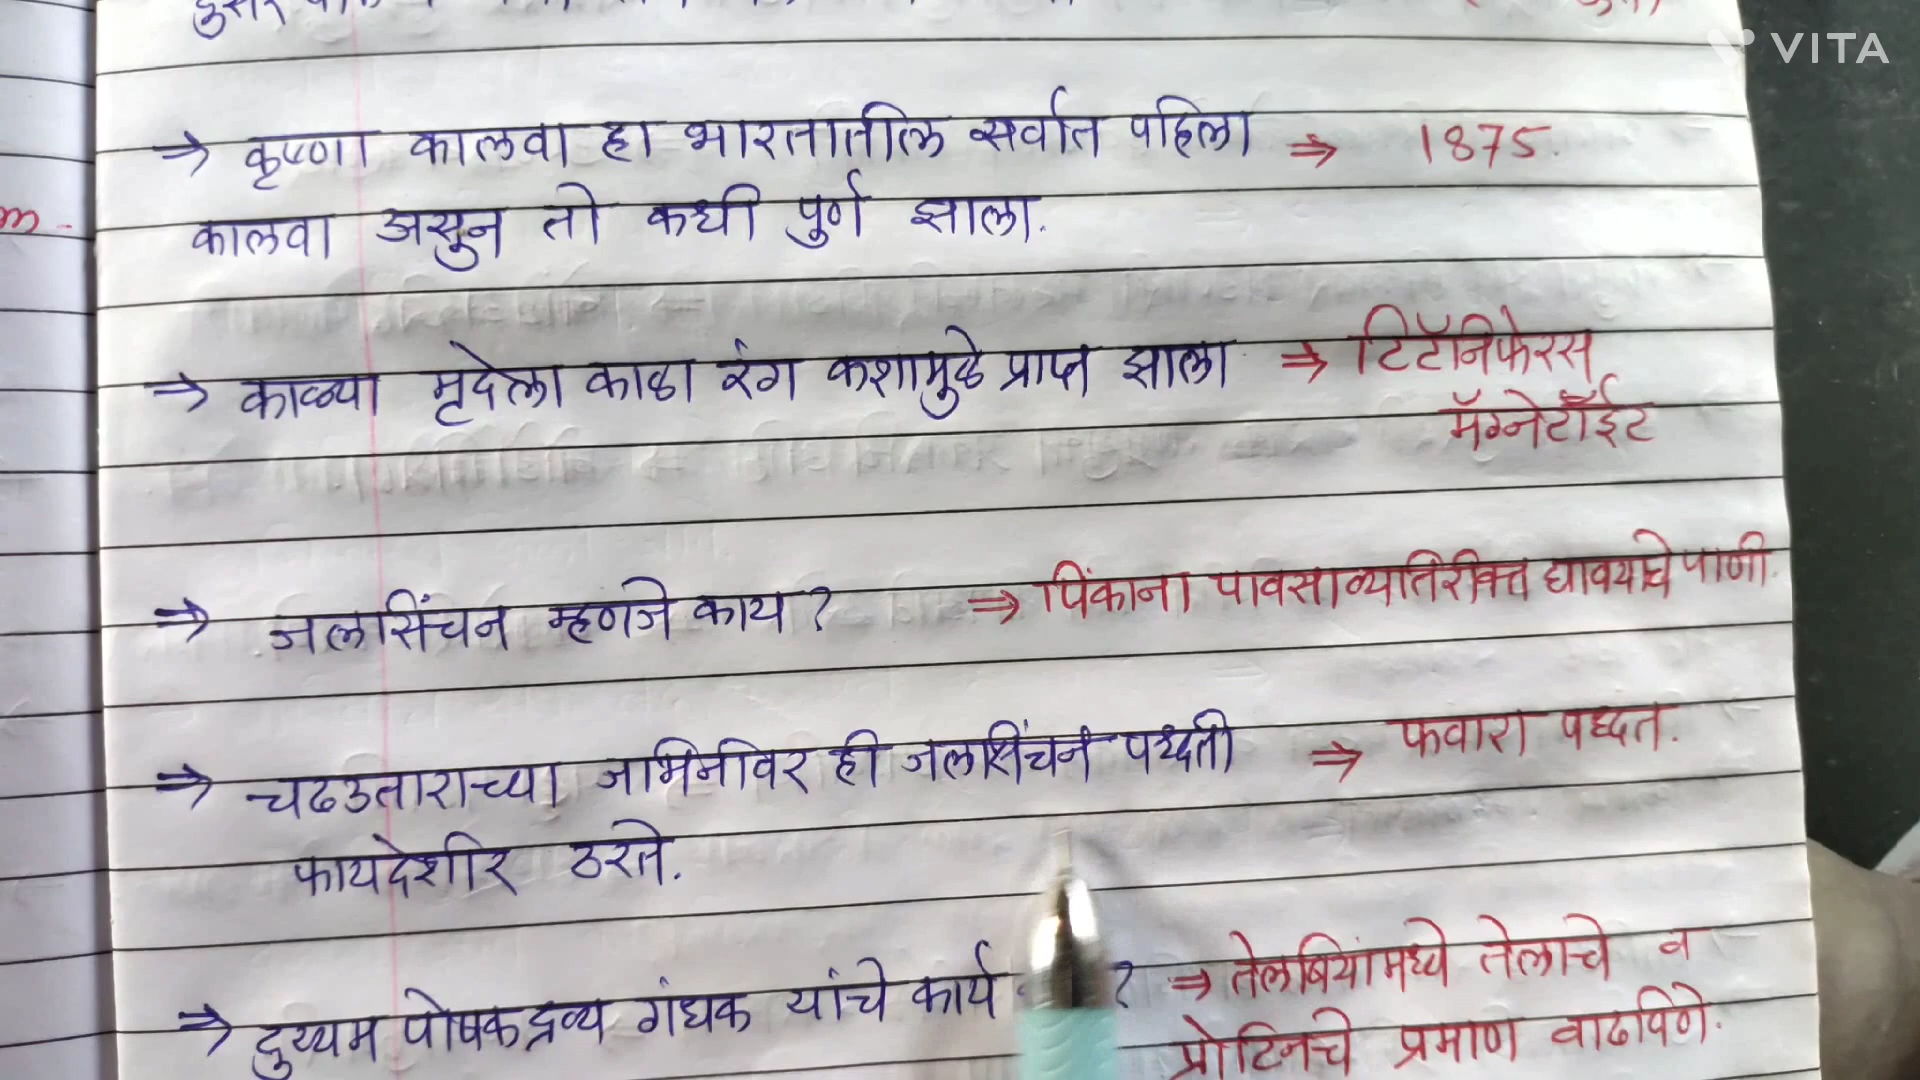 VITA
→ कृष्णा कालवा हा भारतातील सर्वात पहिला ⇒ 1875.
कालवा असुन तो कधी पुर्ण झाला.
→ काळ्या मृदेला काळा रंग कशामुळे प्राप्त झाला ⇒ टिटॅनिफेरस
मॅग्नेटॉईट
⇒ जलसिंचन म्हणजे काय? ⇒ पिंकाना पावसाव्यतिरीक्त द्यावयाचे पाणी.
⇒ चढउताराच्या जमिनीवर ही जलसिंचन पध्दती ⇒ फवारा पध्दत.
फायदेशीर ठरते.
⇒ दुय्यम पोषकद्रव्य गंधक यांचे कार्य ? ⇒ तेलबियांमध्ये तेलाचे व
प्रोटिनचे प्रमाण वाढविणे.